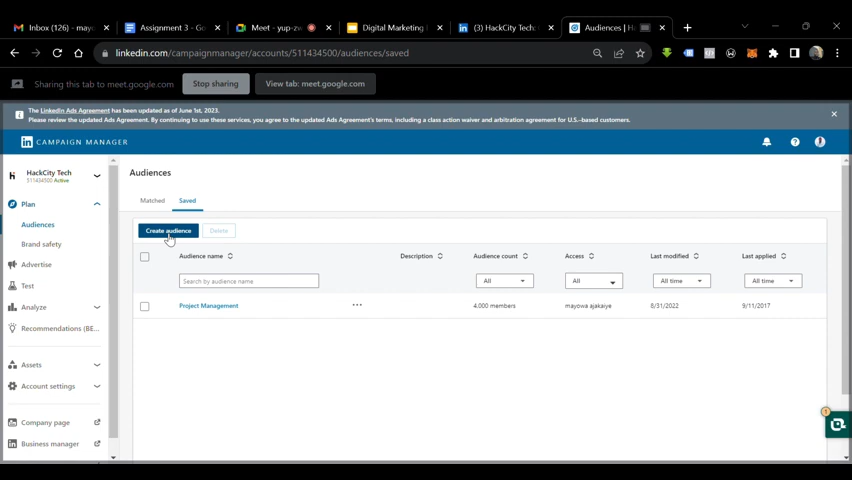 Inbox (126) - mayo
Assignment 3 - Go
Meet - yup-zw
Digital Marketing
(3) HackCity Tech:
Audiences | Ha
linkedin.com/campaignmanager/accounts/511434500/audiences/saved
Sharing this tab to meet.google.com
Stop sharing
View tab: meet.google.com
The LinkedIn Ads Agreement has been updated as of June 1st, 2023.
Please review the updated Ads Agreement. By continuing to use these services, you agree to the updated Ads Agreement's terms, including a class action waiver and arbitration agreement for U.S.-based customers.
in CAMPAIGN MANAGER
h HackCity Tech
511434500 Active
Audiences
Matched Saved
Plan
Audiences
Brand safety
Advertise
Test
Analyze
Recommendations (BE...
Assets
Account settings
Company page
Business manager
Create audience Delete
Audience name Description Audience count Access Last modified Last applied
Search by audience name All All All time All time
Project Management ... 4,000 members mayowa ajakaiye 8/31/2022 9/11/2017
1